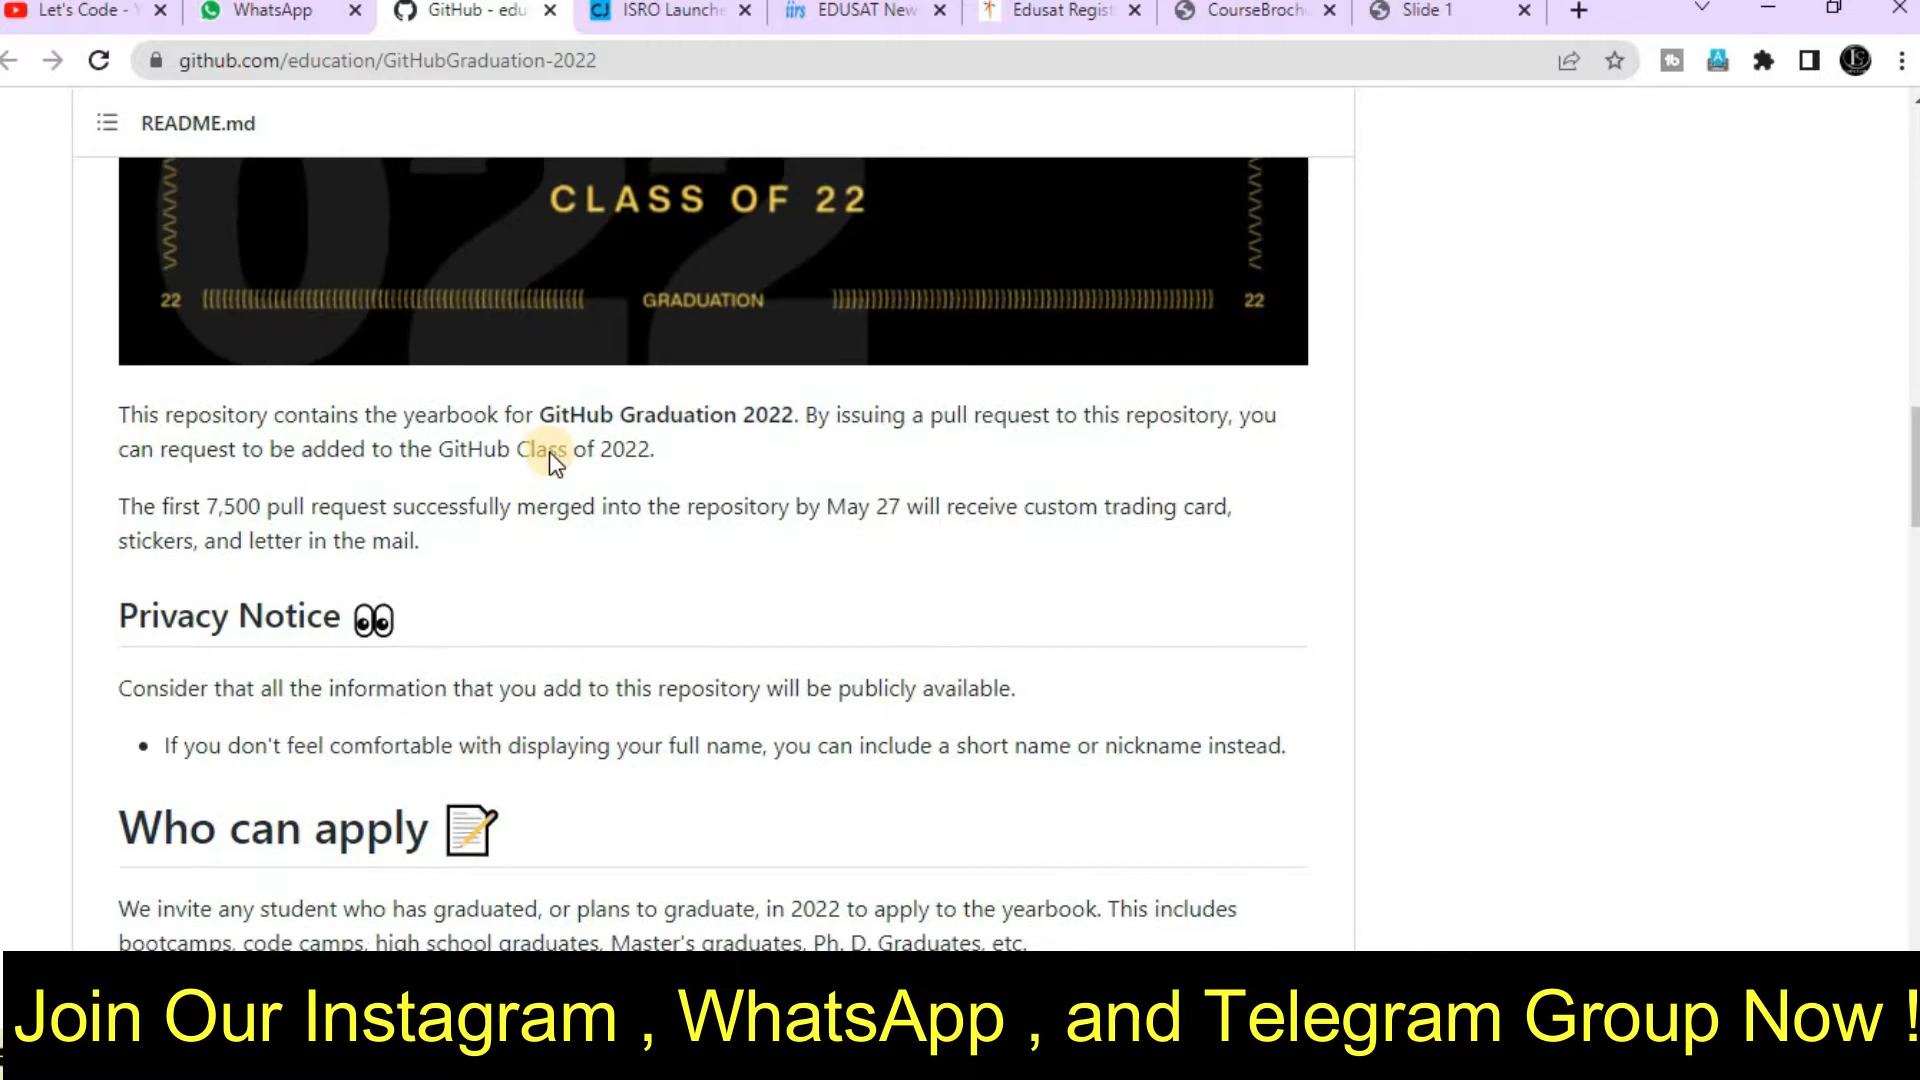 Let's Code - Y
WhatsApp
GitHub - edu
CJ ISRO Launche
iirs EDUSAT New
Edusat Regist
CourseBroch
Slide 1
github.com/education/GitHubGraduation-2022
README.md
022
CLASS OF 22
22 GRADUATION 22
This repository contains the yearbook for GitHub Graduation 2022. By issuing a pull request to this repository, you
can request to be added to the GitHub Class of 2022.
The first 7,500 pull request successfully merged into the repository by May 27 will receive custom trading card,
stickers, and letter in the mail.
Privacy Notice 👀
Consider that all the information that you add to this repository will be publicly available.
• If you don't feel comfortable with displaying your full name, you can include a short name or nickname instead.
Who can apply 📝
We invite any student who has graduated, or plans to graduate, in 2022 to apply to the yearbook. This includes
bootcamps, code camps, high school graduates, Master's graduates, Ph. D. Graduates, etc.
Join Our Instagram , WhatsApp , and Telegram Group Now !